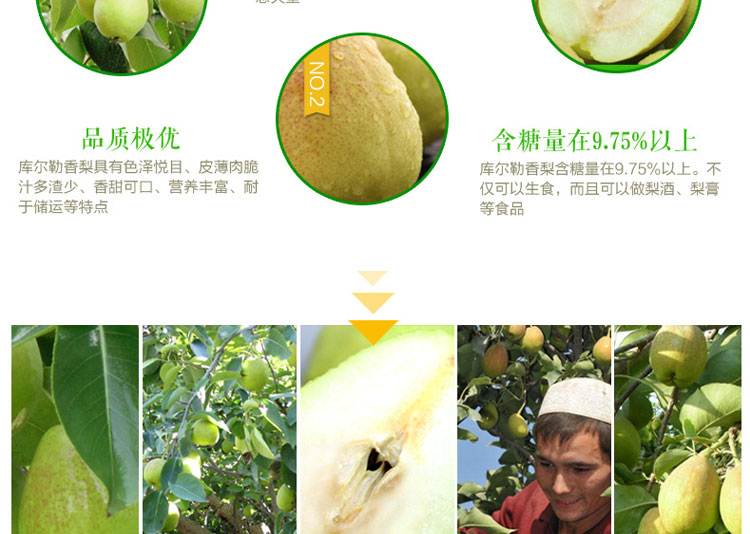 NO.2
品质极优
库尔勒香梨具有色泽悦目、皮薄肉脆
汁多渣少、香甜可口、营养丰富、耐
于储运等特点
含糖量在9.75%以上
库尔勒香梨含糖量在9.75%以上。不
仅可以生食，而且可以做梨酒、梨膏
等食品